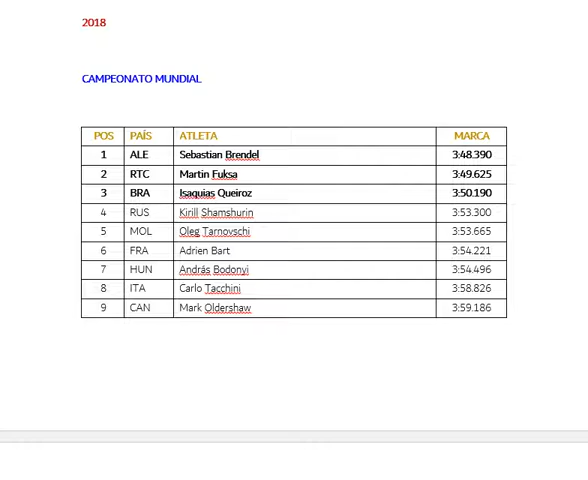 2018
CAMPEONATO MUNDIAL
POS PAÍS ATLETA MARCA
1 ALE Sebastian Brendel 3:48.390
2 RTC Martin Fuksa 3:49.625
3 BRA Isaquias Queiroz 3:50.190
4 RUS Kirill Shamshurin 3:53.300
5 MOL Oleg Tarnovschi 3:53.665
6 FRA Adrien Bart 3:54.221
7 HUN András Bodonyi 3:54.496
8 ITA Carlo Tacchini 3:58.826
9 CAN Mark Oldershaw 3:59.186